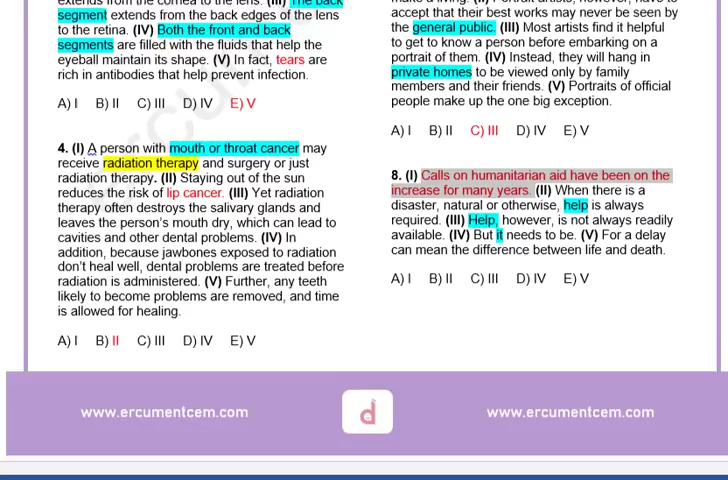 extends from the cornea to the lens. (III) The back
segment extends from the back edges of the lens
to the retina. (IV) Both the front and back
segments are filled with the fluids that help the
eyeball maintain its shape. (V) In fact, tears are
rich in antibodies that help prevent infection.
A) I B) II C) III D) IV E) V
4. (I) A person with mouth or throat cancer may
receive radiation therapy and surgery or just
radiation therapy. (II) Staying out of the sun
reduces the risk of lip cancer. (III) Yet radiation
therapy often destroys the salivary glands and
leaves the person's mouth dry, which can lead to
cavities and other dental problems. (IV) In
addition, because jawbones exposed to radiation
don't heal well, dental problems are treated before
radiation is administered. (V) Further, any teeth
likely to become problems are removed, and time
is allowed for healing.
A) I B) II C) III D) IV E) V
make a living. (II) Portrait artists, however, have to
accept that their best works may never be seen by
the general public. (III) Most artists find it helpful
to get to know a person before embarking on a
portrait of them. (IV) Instead, they will hang in
private homes to be viewed only by family
members and their friends. (V) Portraits of official
people make up the one big exception.
A) I B) II C) III D) IV E) V
8. (I) Calls on humanitarian aid have been on the
increase for many years. (II) When there is a
disaster, natural or otherwise, help is always
required. (III) Help, however, is not always readily
available. (IV) But it needs to be. (V) For a delay
can mean the difference between life and death.
A) I B) II C) III D) IV E) V
www.ercumentcem.com
d
www.ercumentcem.com